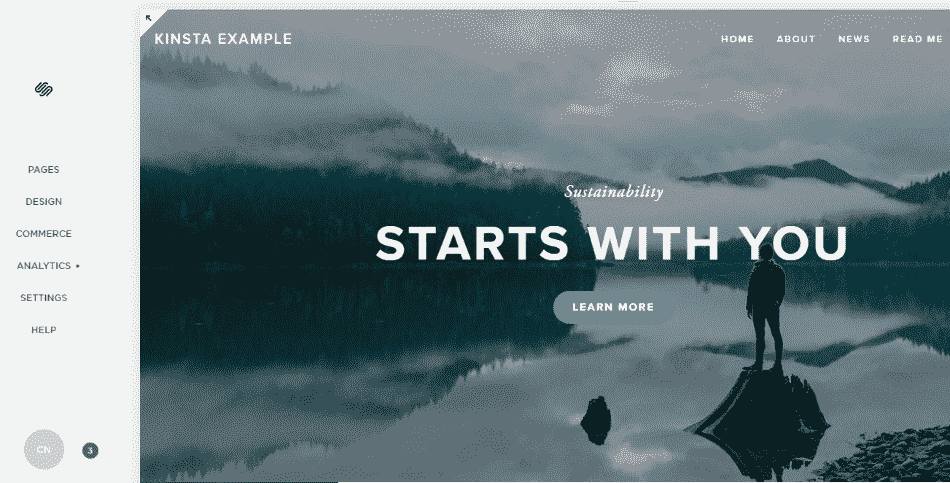 KINSTA EXAMPLE
HOME ABOUT NEWS READ ME
PAGES
DESIGN
COMMERCE
ANALYTICS
SETTINGS
HELP
Sustainability
STARTS WITH YOU
LEARN MORE
CN
3